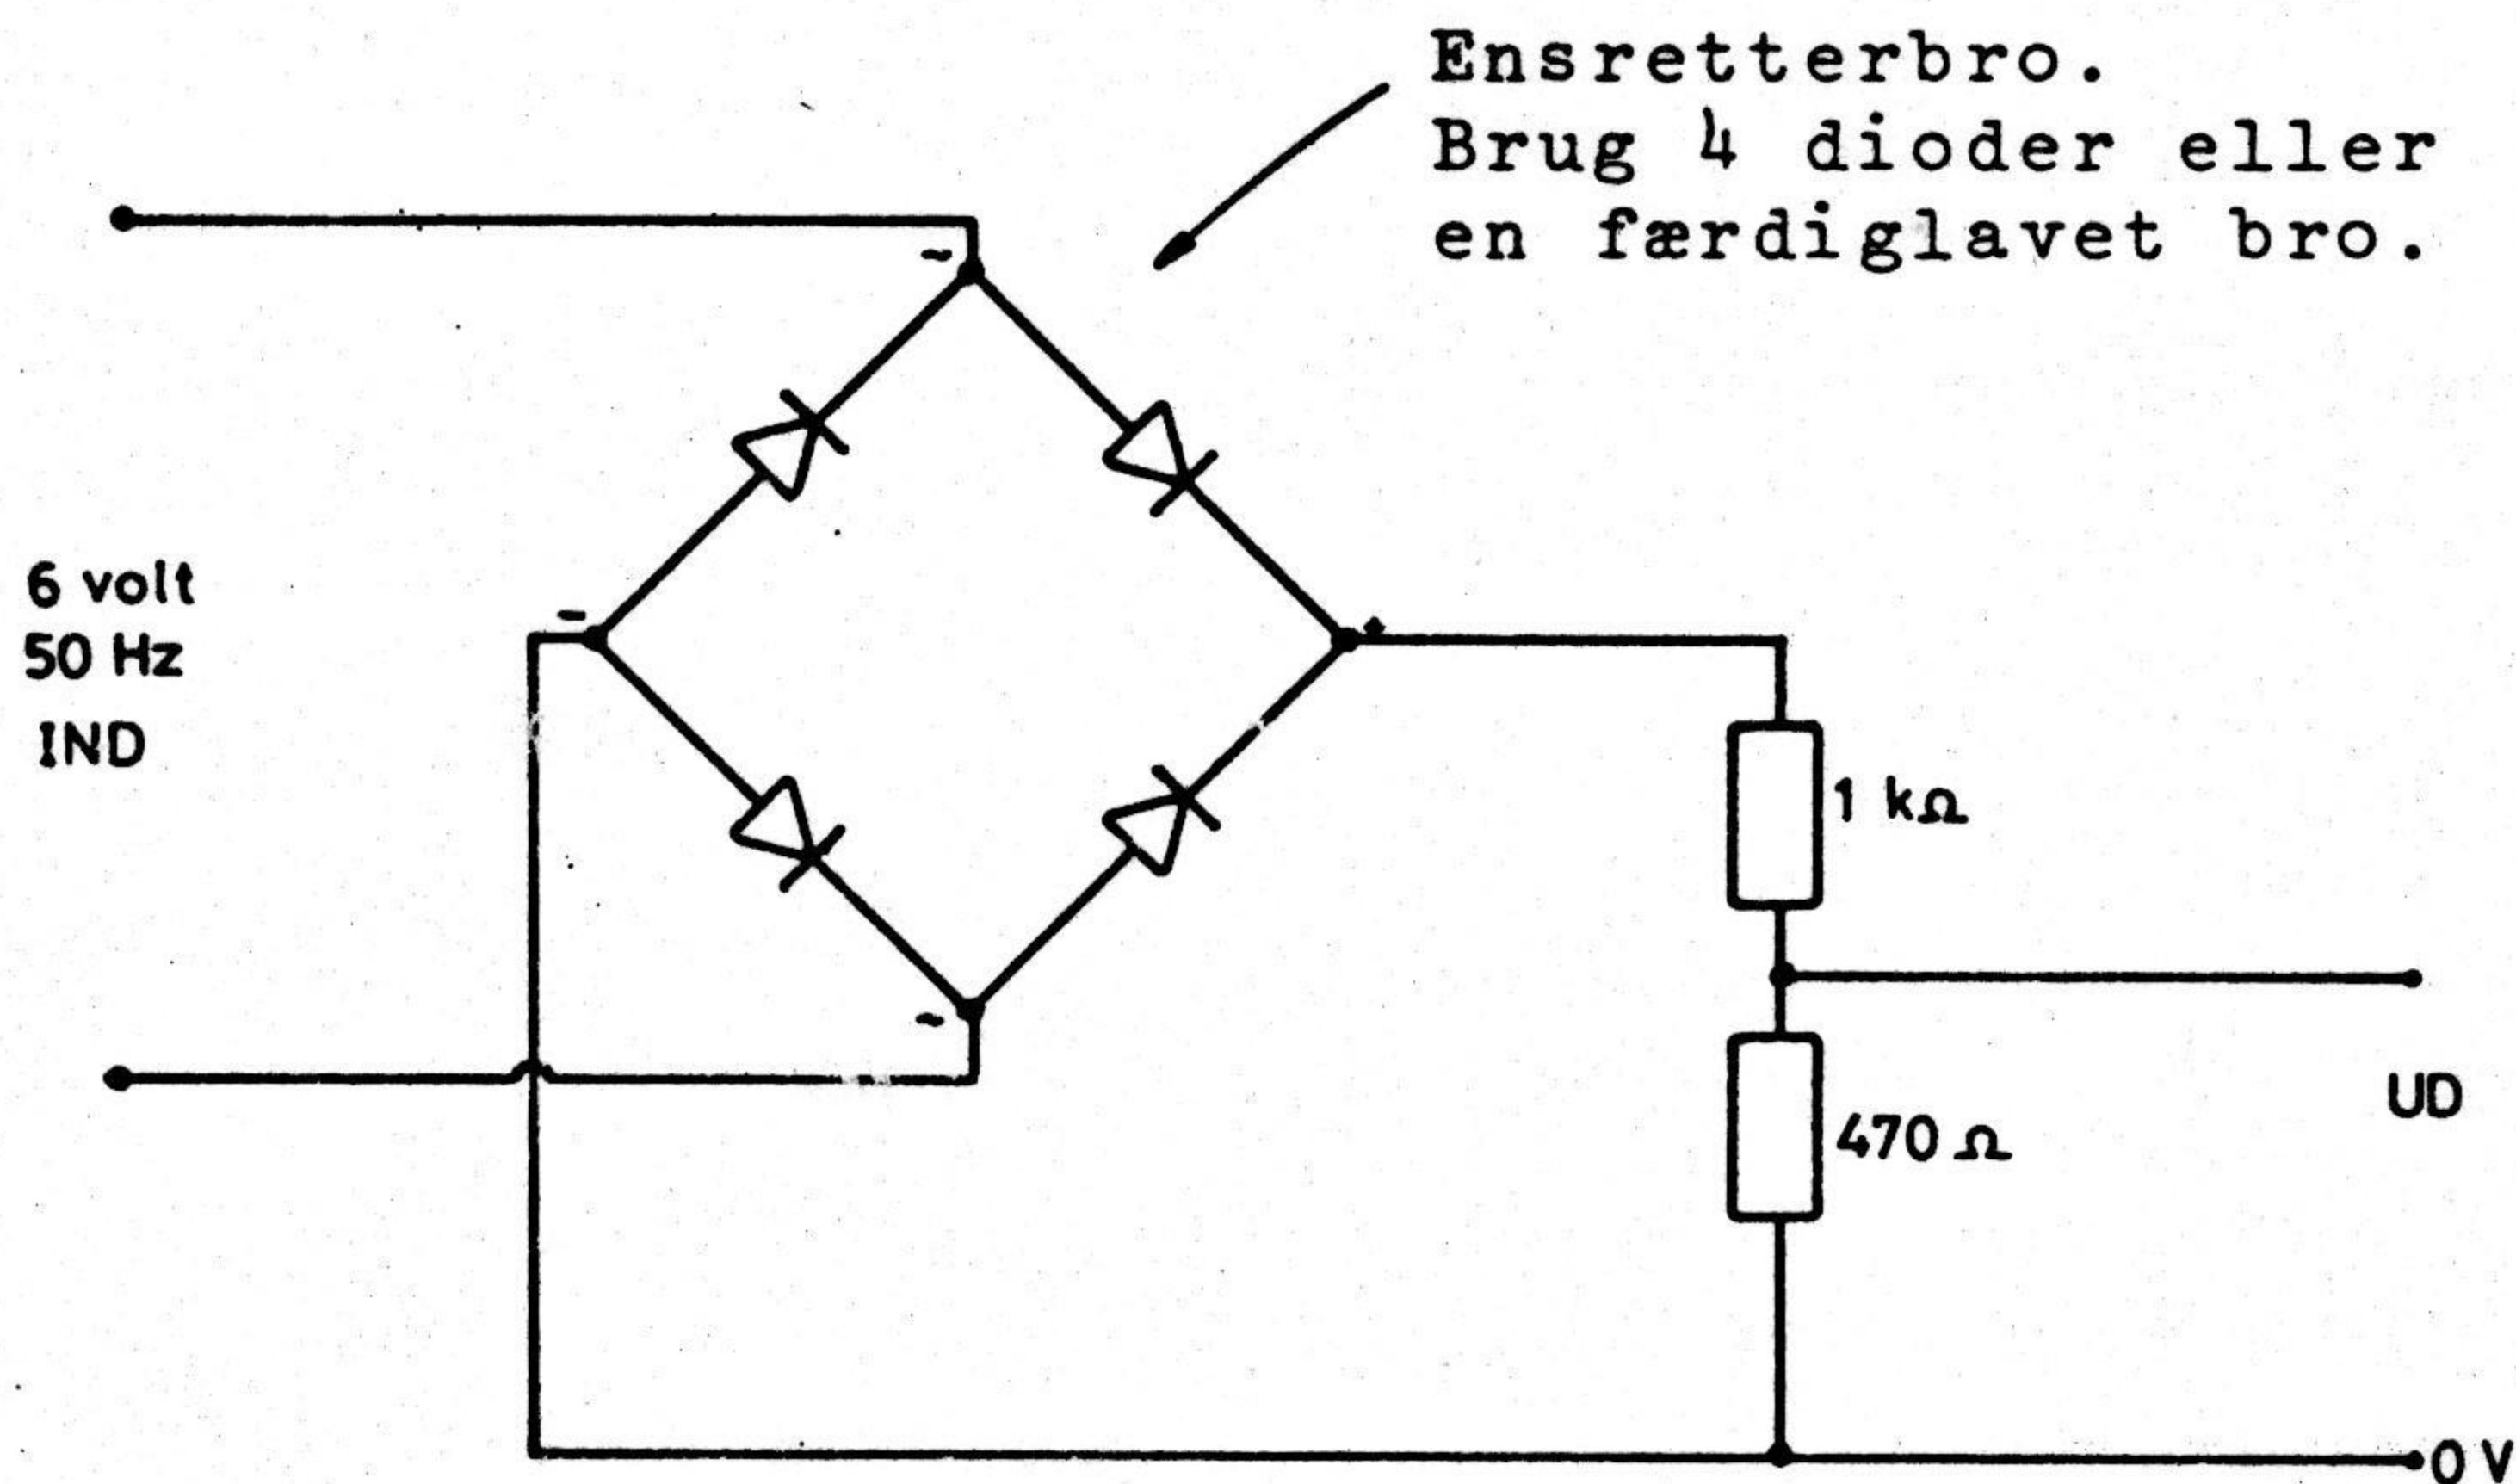 Ensretterbro.
Brug 4 dioder eller
en færdiglavet bro.
~
6 volt
50 Hz
IND
-
+
1 kΩ
~
UD
470 Ω
0 V